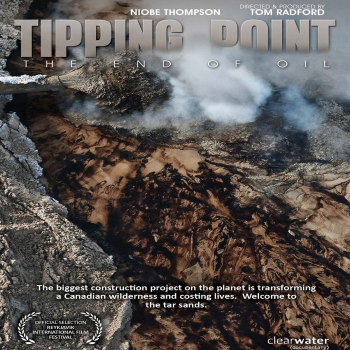 NIOBE THOMPSON
DIRECTED & PRODUCED BY
TOM RADFORD
TIPPING POINT
THE END OF OIL
The biggest construction project on the planet is transforming
a Canadian wilderness and costing lives. Welcome to
the tar sands.
OFFICIAL SELECTION
REYKJAVIK
INTERNATIONAL FILM
FESTIVAL
clearwater
(documentary)